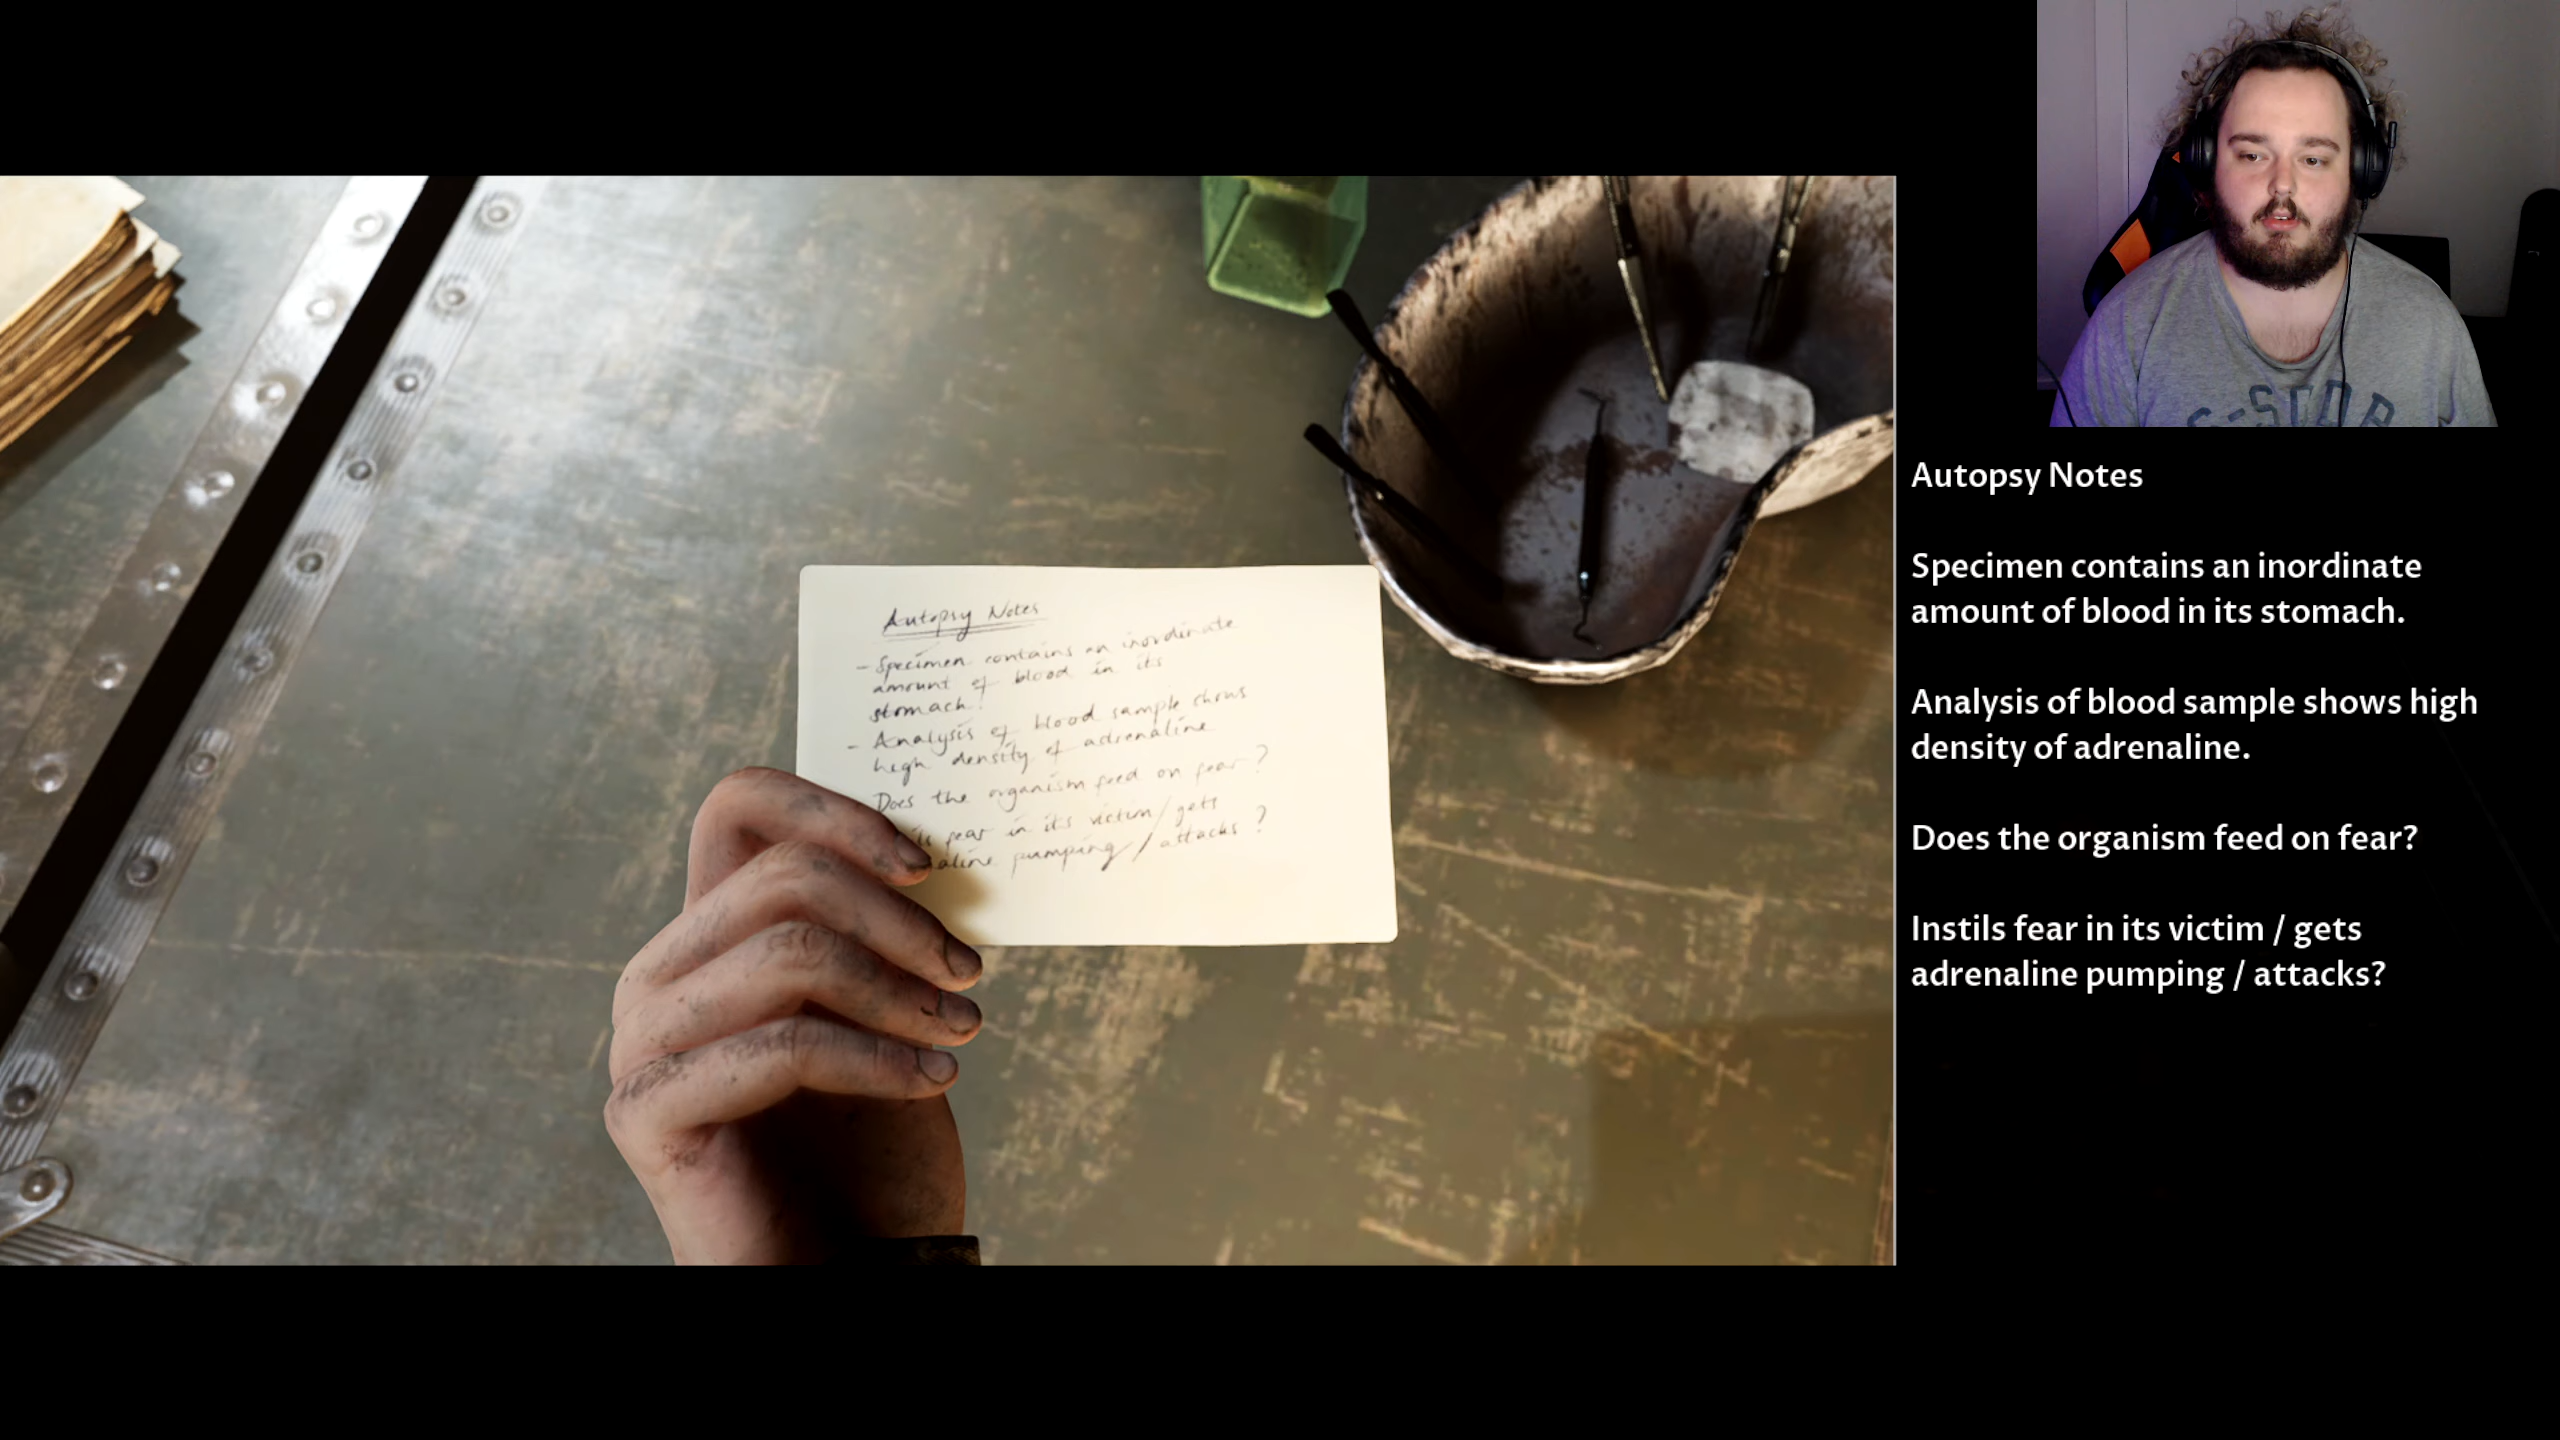 Autopsy Notes
- Specimen contains an inordinate
amount of blood in its
stomach.
- Analysis of blood sample shows
high density of adrenaline
Does the organism feed on fear?
fear in its victim / gets
pumping / attacks?
Autopsy Notes
Specimen contains an inordinate
amount of blood in its stomach.
Analysis of blood sample shows high
density of adrenaline.
Does the organism feed on fear?
Instils fear in its victim / gets
adrenaline pumping / attacks?